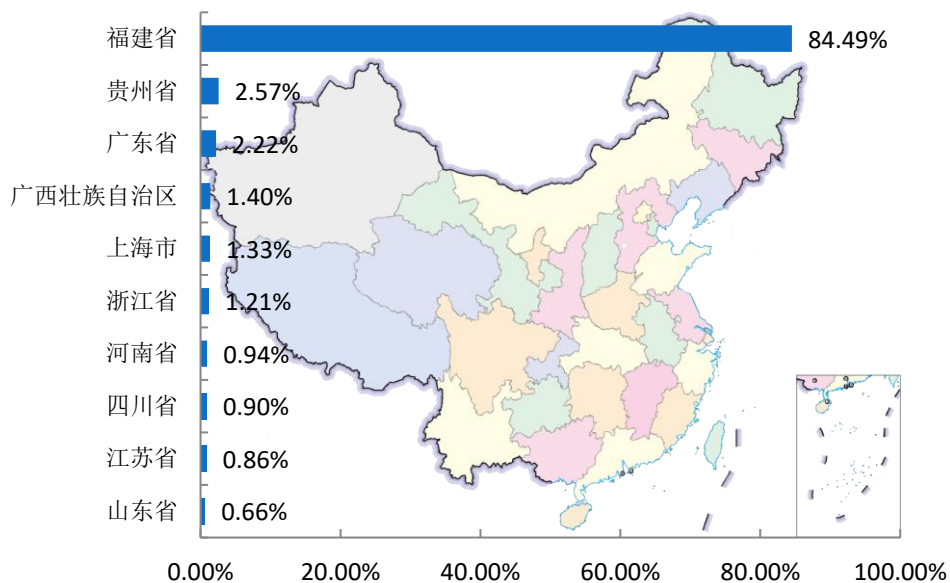 福建省 84.49%
贵州省 2.57%
广东省 2.22%
广西壮族自治区 1.40%
上海市 1.33%
浙江省 1.21%
河南省 0.94%
四川省 0.90%
江苏省 0.86%
山东省 0.66%
0.00% 20.00% 40.00% 60.00% 80.00% 100.00%